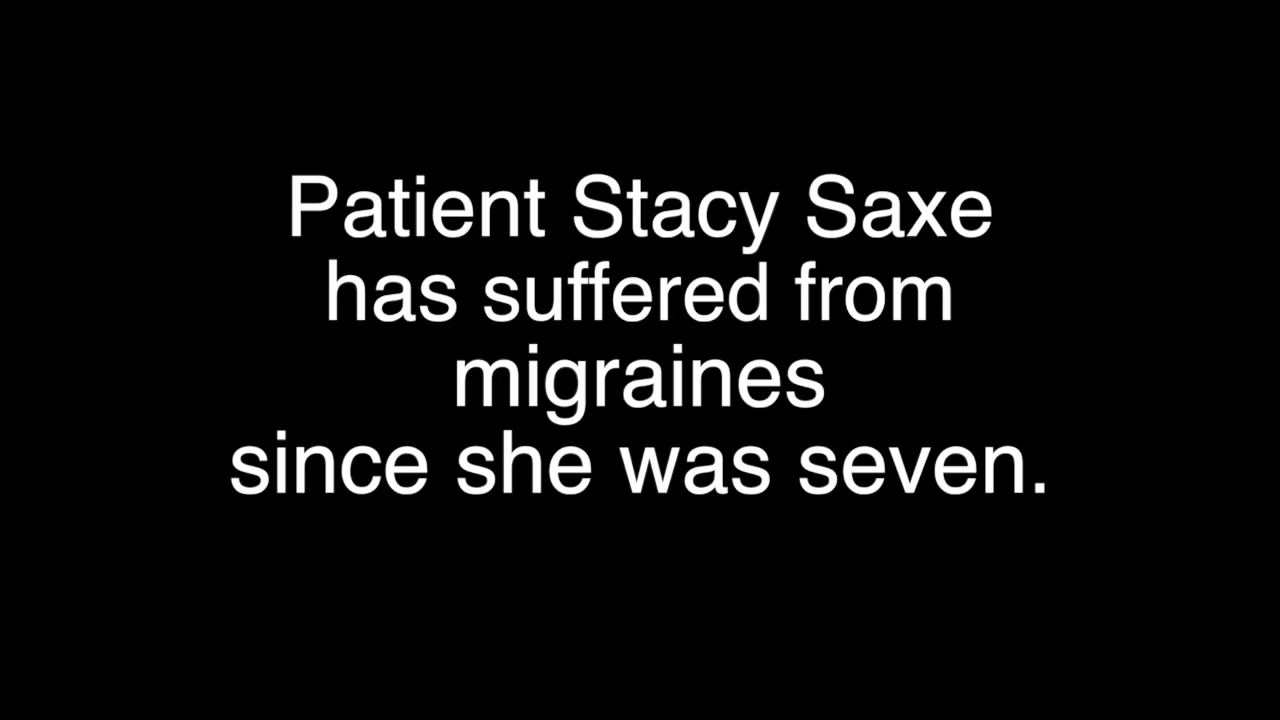 Patient Stacy Saxe
has suffered from
migraines
since she was seven.